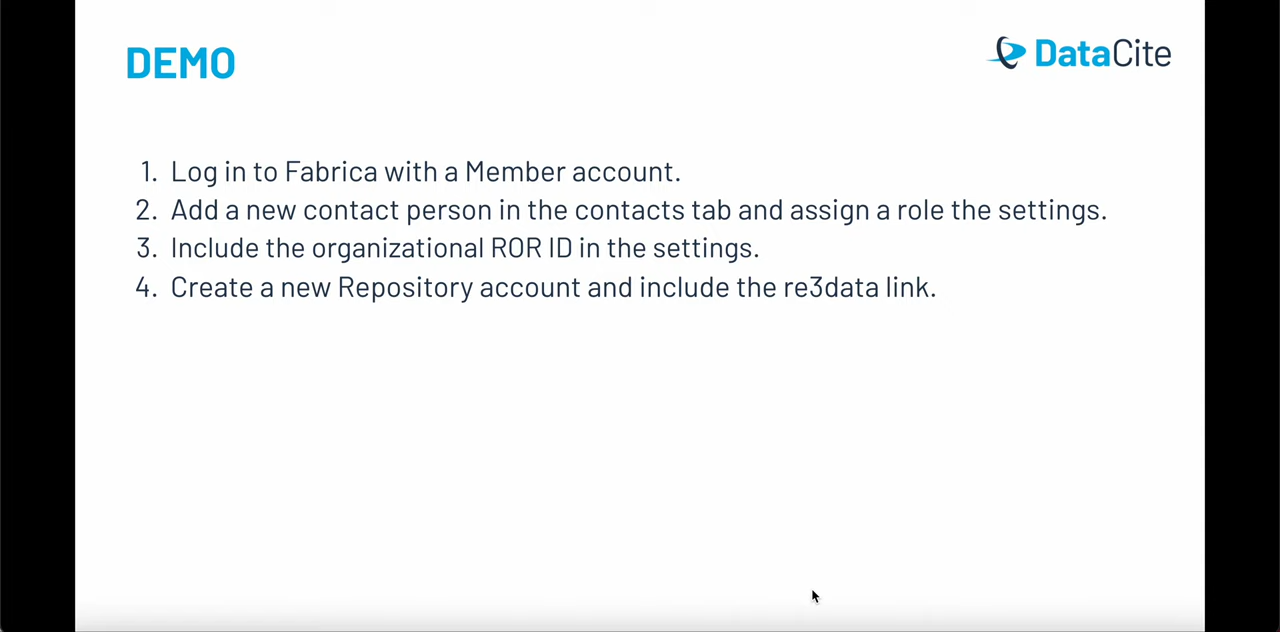 DEMO
DataCite
1. Log in to Fabrica with a Member account.
2. Add a new contact person in the contacts tab and assign a role the settings.
3. Include the organizational ROR ID in the settings.
4. Create a new Repository account and include the re3data link.